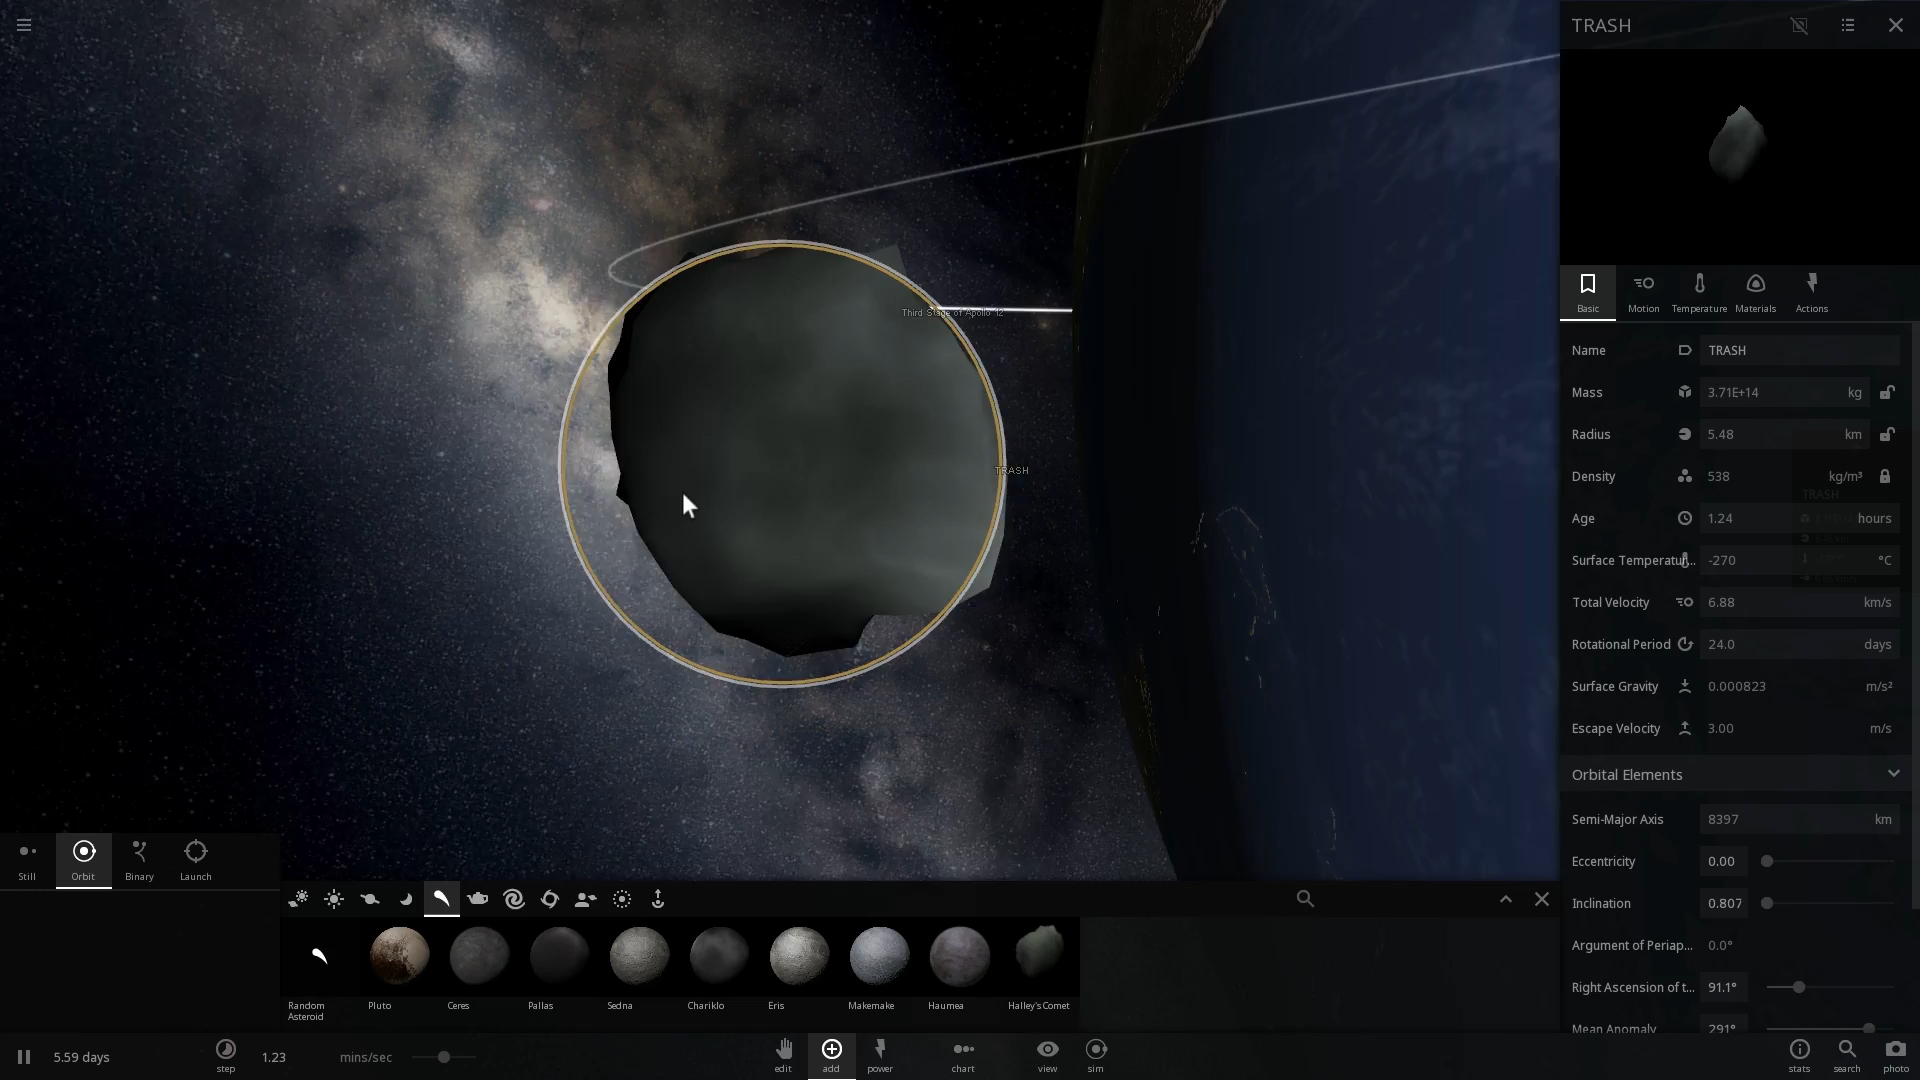 TRASH
Third Stage of Apollo 12
TRASH
Basic
Motion
Temperature
Materials
Actions
Name TRASH
Mass 3.71E+14 kg
Radius 5.48 km
Density 538 kg/m³
TRASH
Age 1.24 hours
Surface Temperatur... -270 °C
Total Velocity 6.88 km/s
Rotational Period 24.0 days
Surface Gravity 0.000823 m/s²
Escape Velocity 3.00 m/s
Orbital Elements
Semi-Major Axis 8397 km
Eccentricity 0.00
Inclination 0.807
Argument of Periap... 0.0°
Right Ascension of t... 91.1°
Mean Anomaly 291°
Still
Orbit
Binary
Launch
Random
Asteroid
Pluto
Ceres
Pallas
Sedna
Chariklo
Eris
Makemake
Haumea
Halley's Comet
5.59 days
step
1.23 mins/sec
edit
add
power
chart
view
sim
stats
search
photo